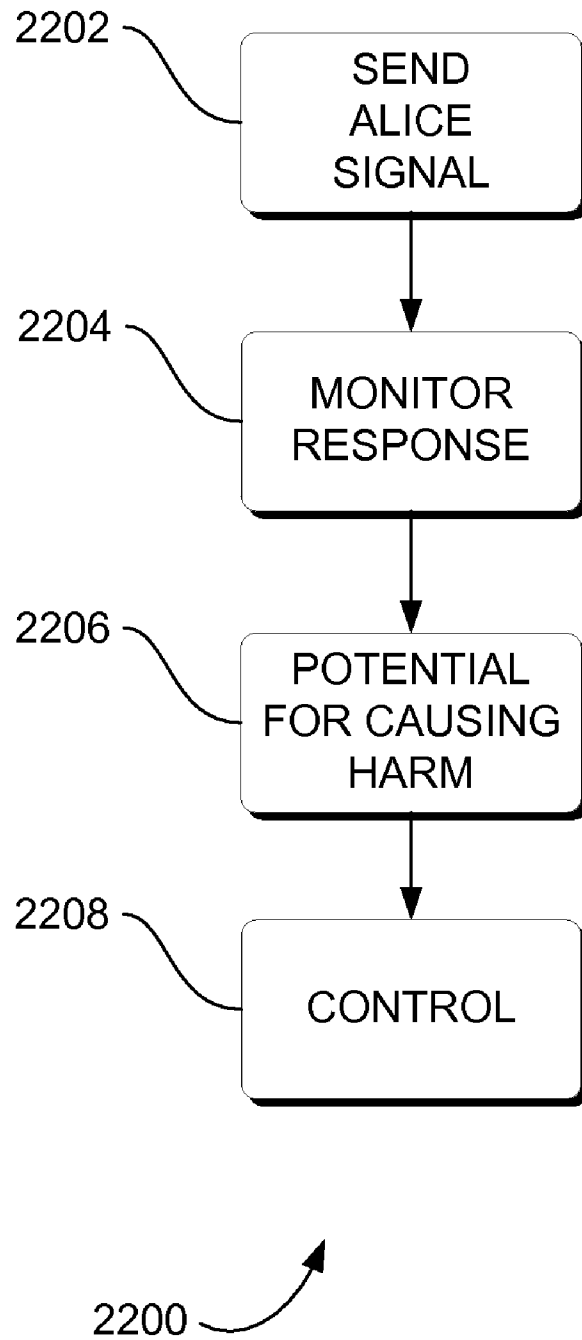 2202
SEND
ALICE
SIGNAL
2204
MONITOR
RESPONSE
2206
POTENTIAL
FOR CAUSING
HARM
2208
CONTROL
2200